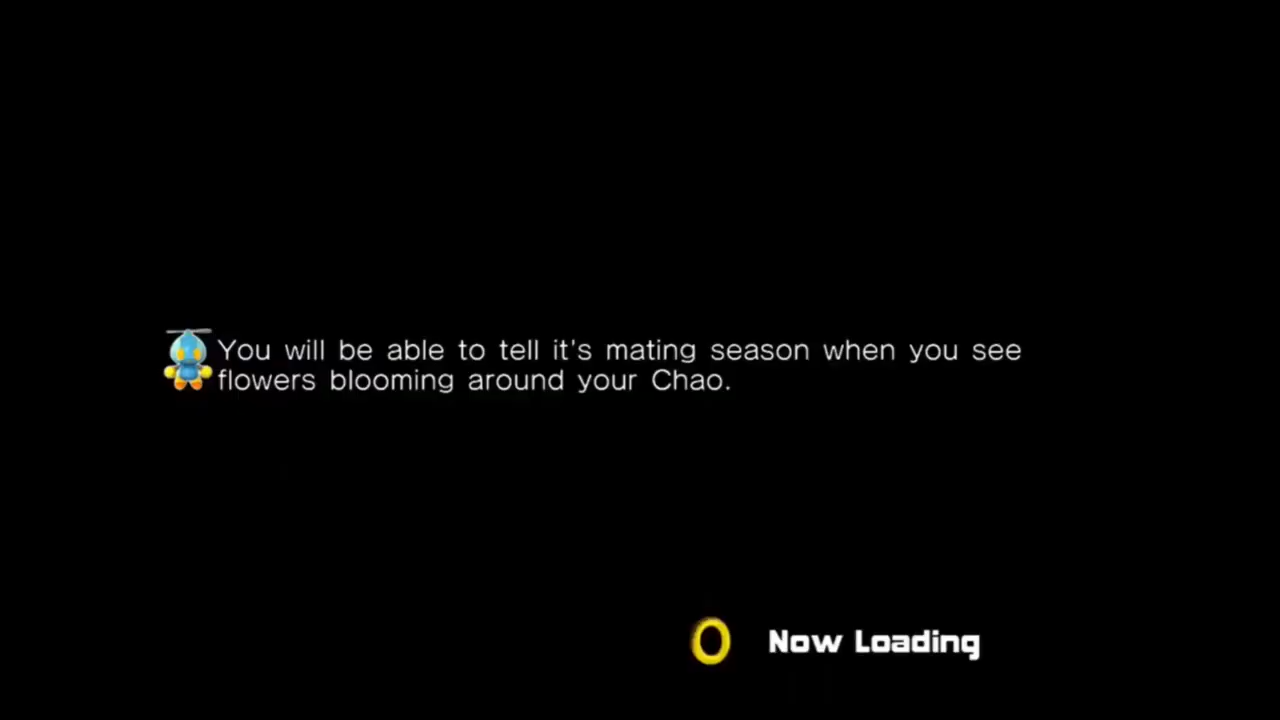 You will be able to tell it's mating season when you see
flowers blooming around your Chao.
Now Loading